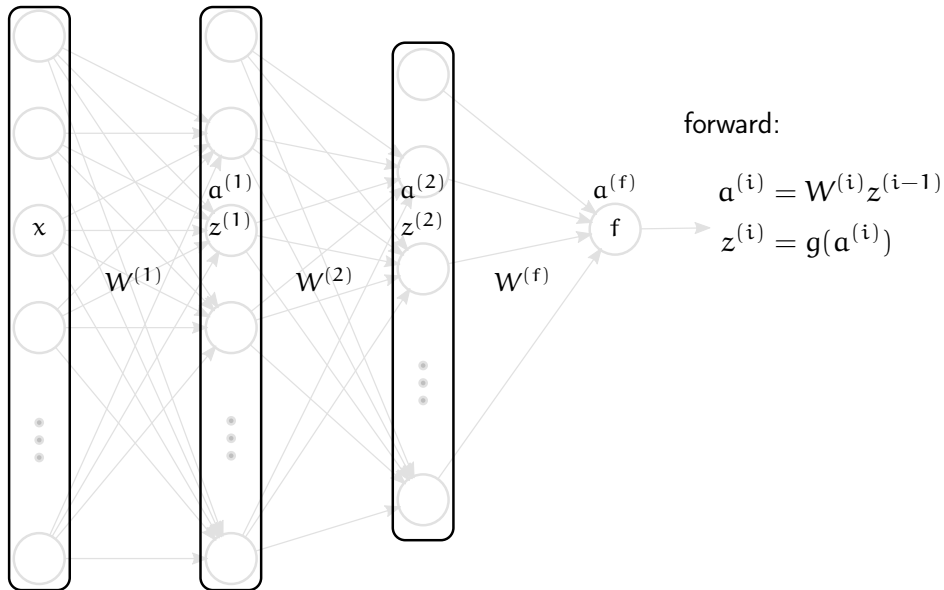 forward:
a^(1) a^(2) a^(f) a^(i) = W^(i) z^(i−1)
x z^(1) z^(2) f z^(i) = g(a^(i))
W^(1) W^(2) W^(f)